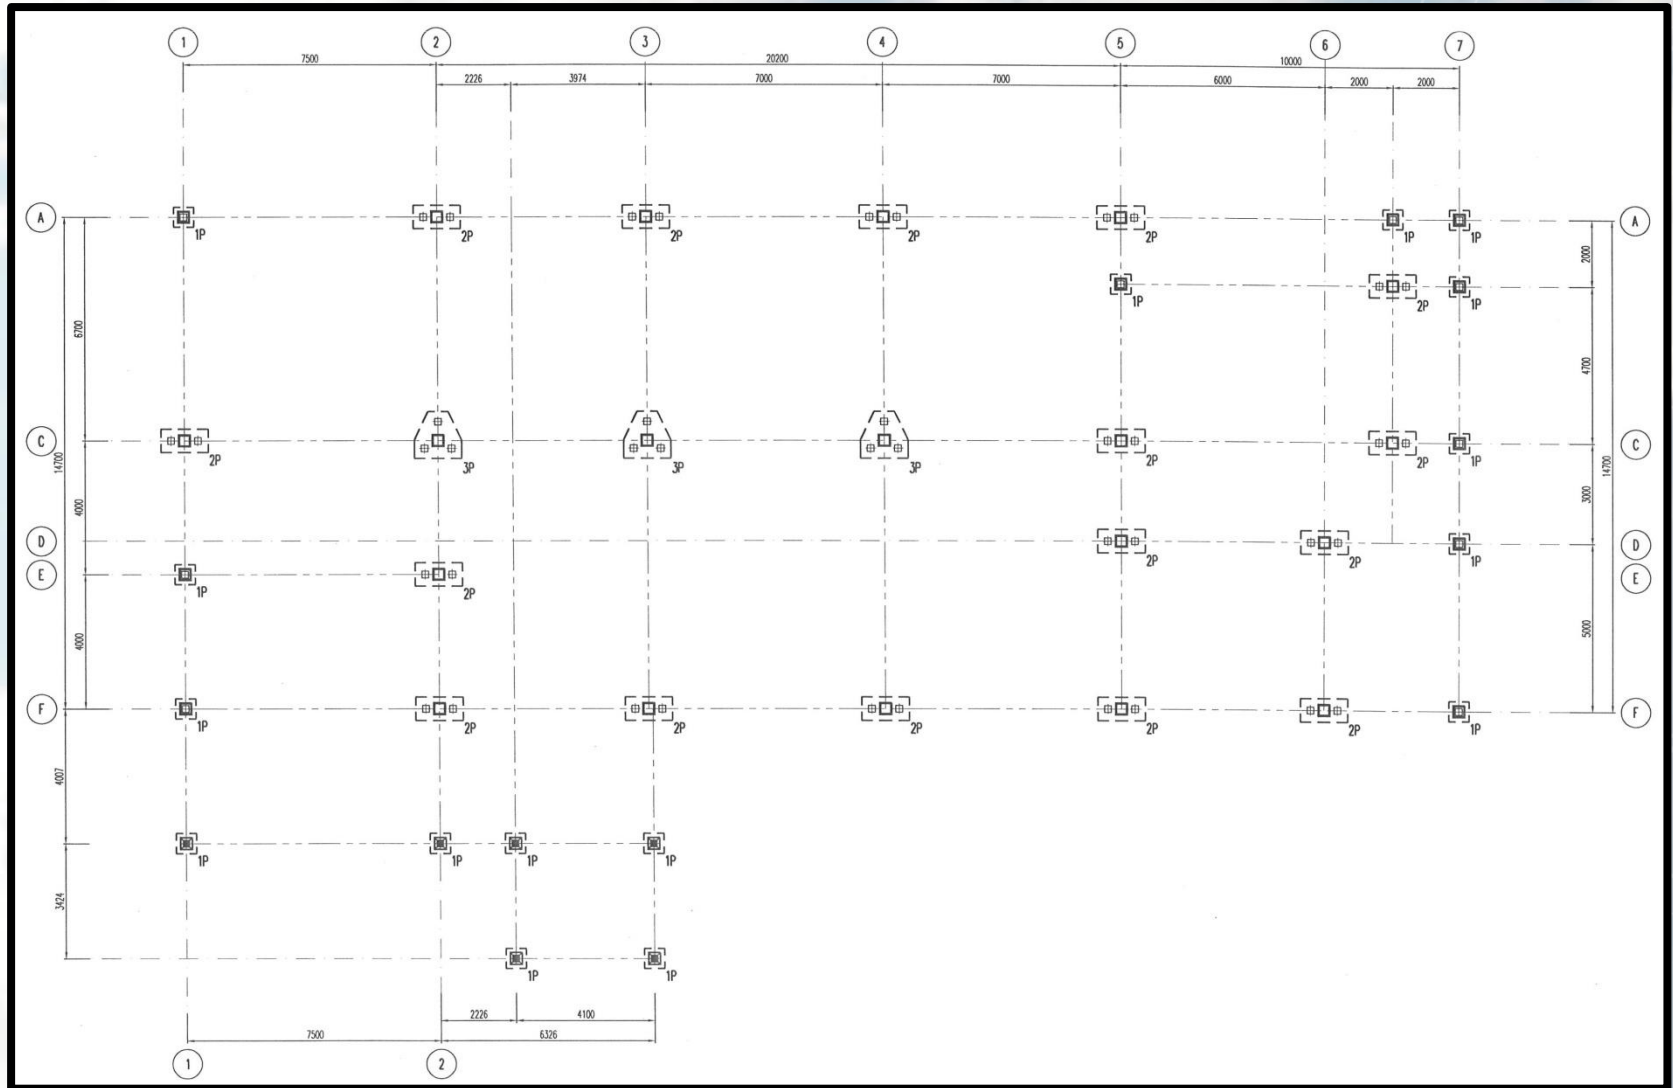 1 2 3 4 5 6 7
7500 20200 10000
2226 3974 7000 7000 6000 2000 2000
A 1P 2P 2P 2P 2P 1P 1P A
2000
1P 2P 1P
6700 4700
C 2P 3P 3P 3P 2P 2P 1P C
14700 14700
4000 3000
D 2P 2P 1P D
E 1P 2P E
4000 5000
F 1P 2P 2P 2P 2P 2P 1P F
4007
1P 1P 1P 1P
3424
1P 1P
2226 4100
7500 6326
1 2